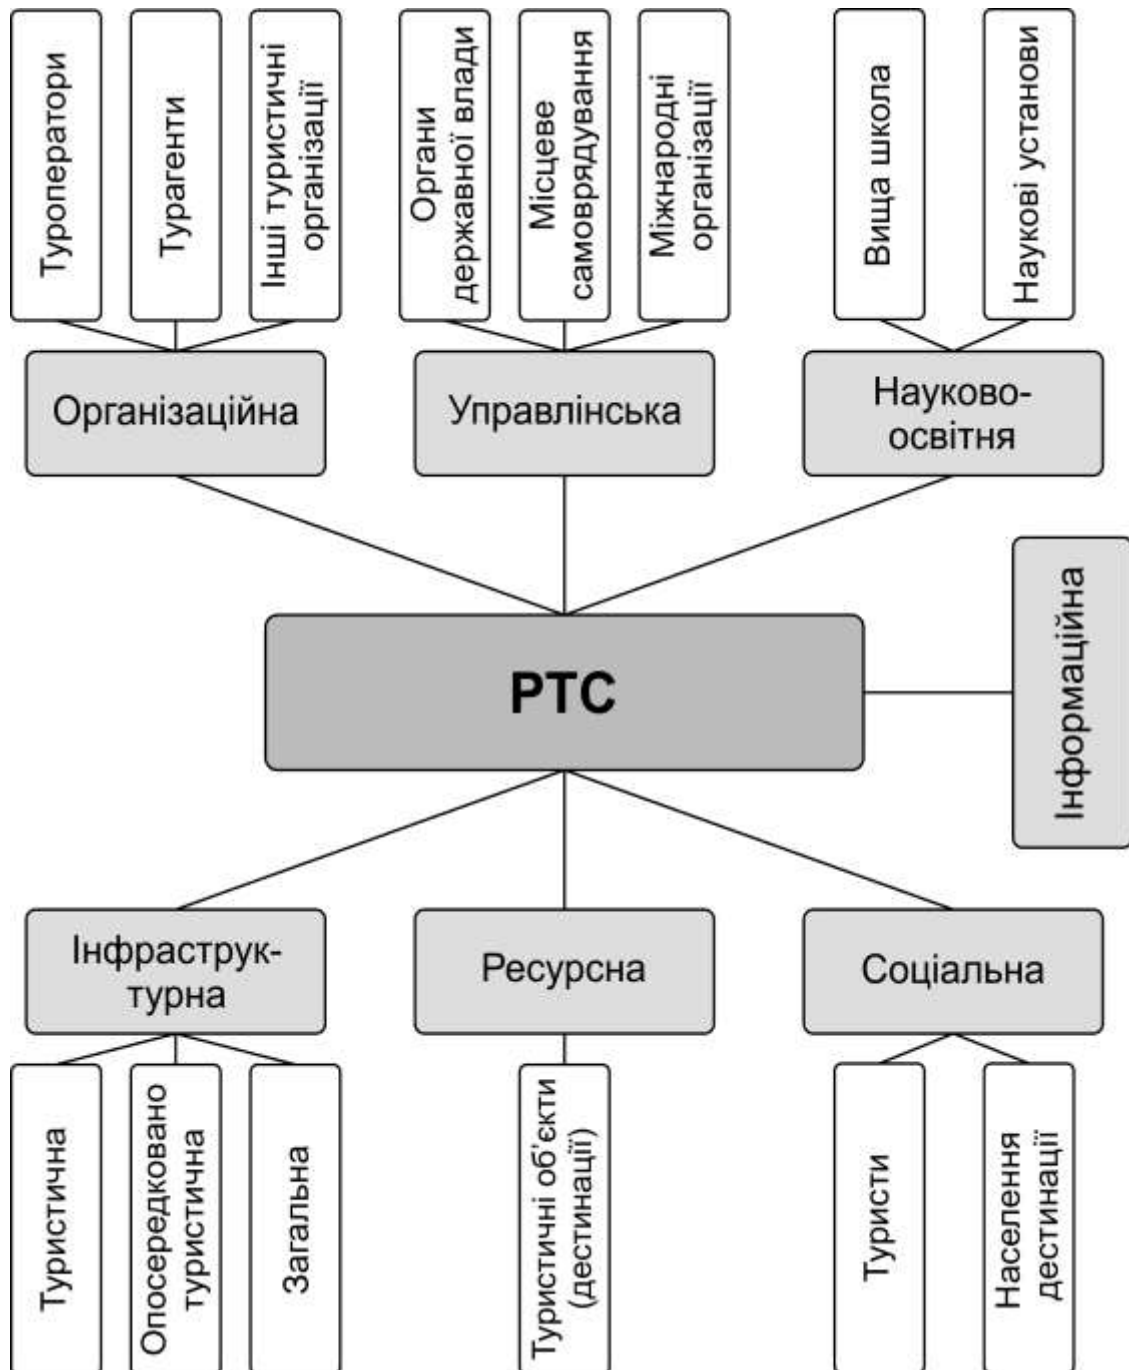 Туроператори
Турагенти
Інші туристичні
організації
Органи
державної влади
Місцеве
самоврядування
Міжнародні
організації
Вища школа
Наукові установи
Організаційна
Управлінська
Науково-
освітня
Інформаційна
РТС
Інфраструк-
турна
Ресурсна
Соціальна
Туристична
Опосередковано
туристична
Загальна
Туристичні об'єкти
(дестинації)
Туристи
Населення
дестинації